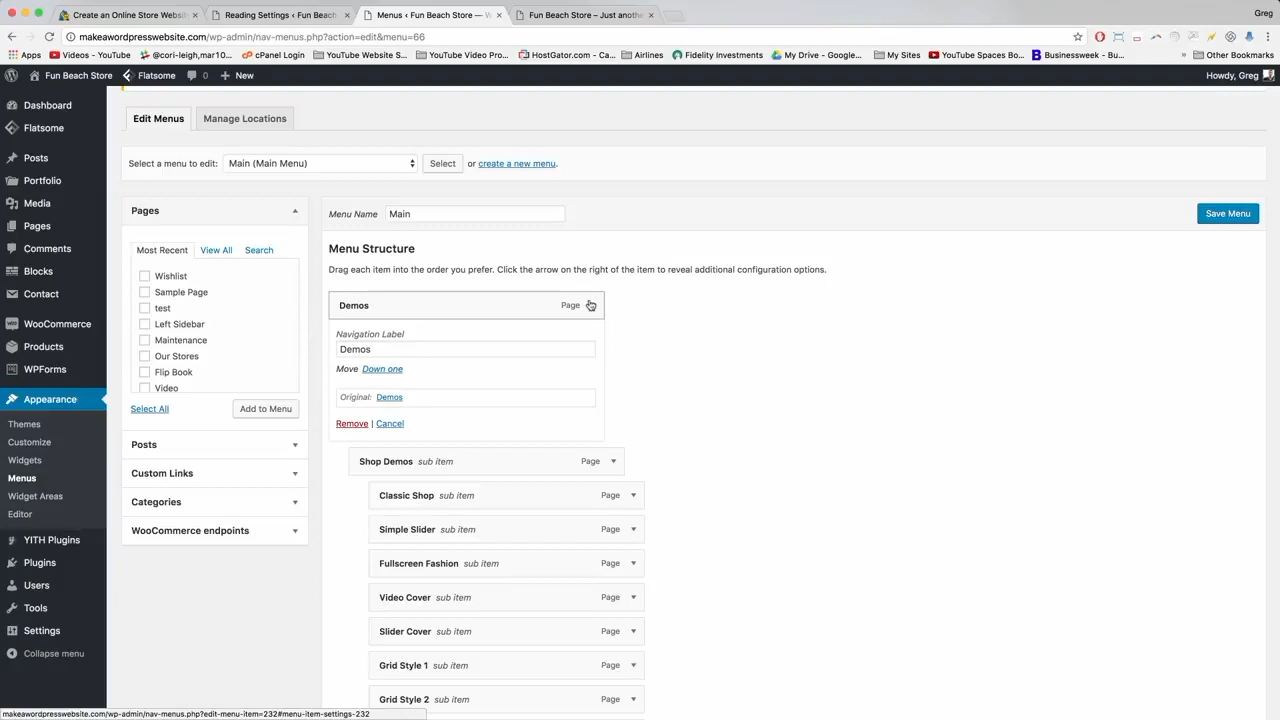 Create an Online Store Websit
Reading Settings ‹ Fun Beach
Menus ‹ Fun Beach Store — W
Fun Beach Store – Just anothe
Greg
makeawordpresswebsite.com/wp-admin/nav-menus.php?action=edit&menu=66
Apps
Videos - YouTube
@cori-leigh,mar10...
cPanel Login
YouTube Website S...
YouTube Video Pro...
HostGator.com - Ca...
Airlines
Fidelity Investments
My Drive - Google...
My Sites
YouTube Spaces Bo...
Businessweek - Bu...
»
Other Bookmarks
Fun Beach Store
Flatsome
0
New
Howdy, Greg
Dashboard
Flatsome
Posts
Portfolio
Media
Pages
Comments
Blocks
Contact
WooCommerce
Products
WPForms
Appearance
Themes
Customize
Widgets
Menus
Widget Areas
Editor
YITH Plugins
Plugins
Users
Tools
Settings
Collapse menu
Edit Menus
Manage Locations
Select a menu to edit:
Main (Main Menu)
Select
or create a new menu.
Pages
Most Recent
View All
Search
Wishlist
Sample Page
test
Left Sidebar
Maintenance
Our Stores
Flip Book
Video
Select All
Add to Menu
Posts
Custom Links
Categories
WooCommerce endpoints
Menu Name
Main
Save Menu
Menu Structure
Drag each item into the order you prefer. Click the arrow on the right of the item to reveal additional configuration options.
Demos
Page
Navigation Label
Demos
Move Down one
Original: Demos
Remove | Cancel
Shop Demos sub item
Page
Classic Shop sub item
Page
Simple Slider sub item
Page
Fullscreen Fashion sub item
Page
Video Cover sub item
Page
Slider Cover sub item
Page
Grid Style 1 sub item
Page
Grid Style 2 sub item
Page
makeawordpresswebsite.com/wp-admin/nav-menus.php?edit-menu-item=232#menu-item-settings-232